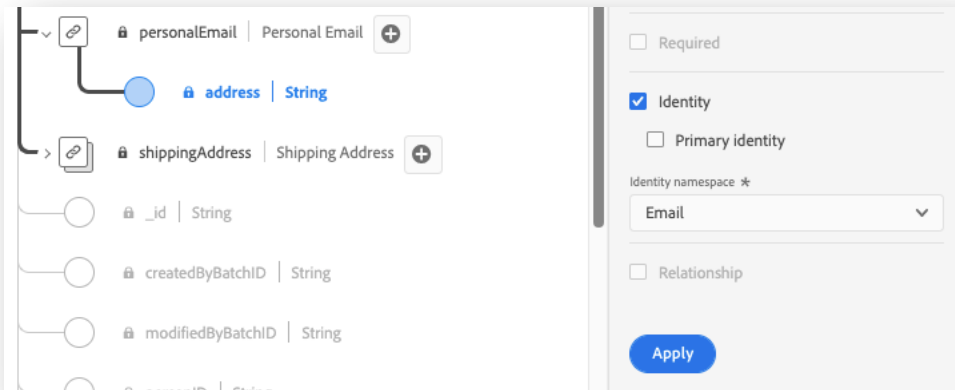 personalEmail | Personal Email
address | String
shippingAddress | Shipping Address
_id | String
createdByBatchID | String
modifiedByBatchID | String
Required
Identity
Primary identity
Identity namespace *
Email
Relationship
Apply